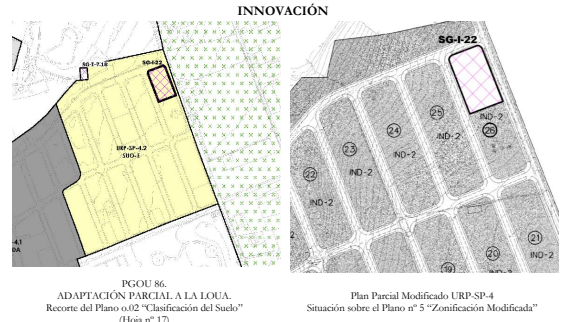 INNOVACIÓN
SG-I-7.18
SG-I-22
URP-SP-4.2
SUO-E
-4.1
DA
SG-I-22
IND-2
26
25
IND-2
24
IND-2
23
IND-2
22
IND-2
21
IND-2
20
IND-2
19
PGOU 86.
ADAPTACIÓN PARCIAL A LA LOUA.
Recorte del Plano o.02 “Clasificación del Suelo”
(Hoja nº 17)
Plan Parcial Modificado URP-SP-4
Situación sobre el Plano nº 5 “Zonificación Modificada”